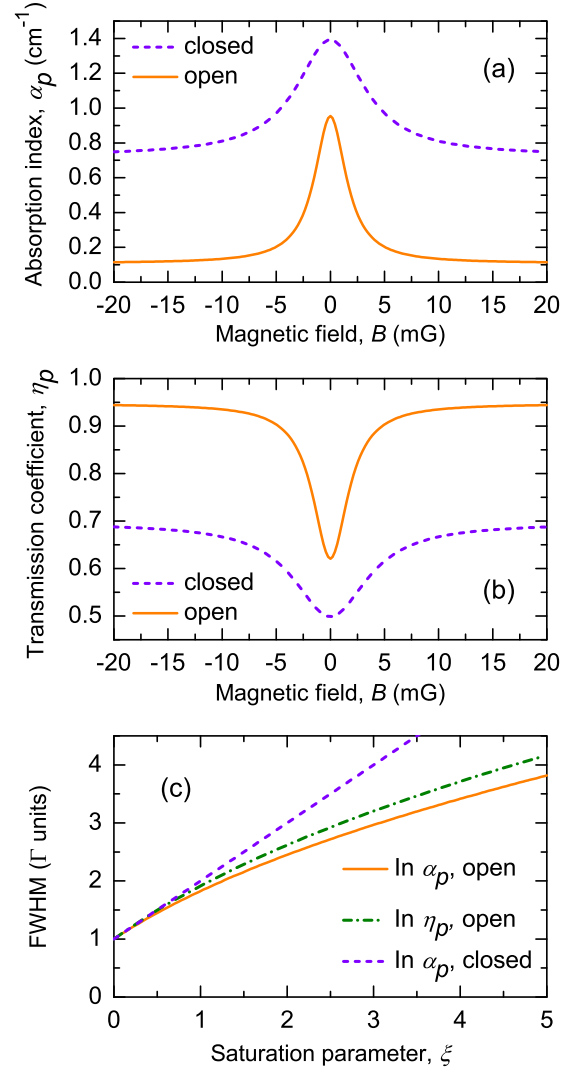 Absorption index, αp (cm⁻¹)
1.4
1.2
1.0
0.8
0.6
0.4
0.2
0.0
closed
open
(a)
-20 -15 -10 -5 0 5 10 15 20
Magnetic field, B (mG)
Transmission coefficient, ηp
1.0
0.9
0.8
0.7
0.6
0.5
closed
open
(b)
-20 -15 -10 -5 0 5 10 15 20
Magnetic field, B (mG)
FWHM (Γ units)
4
3
2
1
0
(c)
In αp, open
In ηp, open
In αp, closed
0 1 2 3 4 5
Saturation parameter, ξ